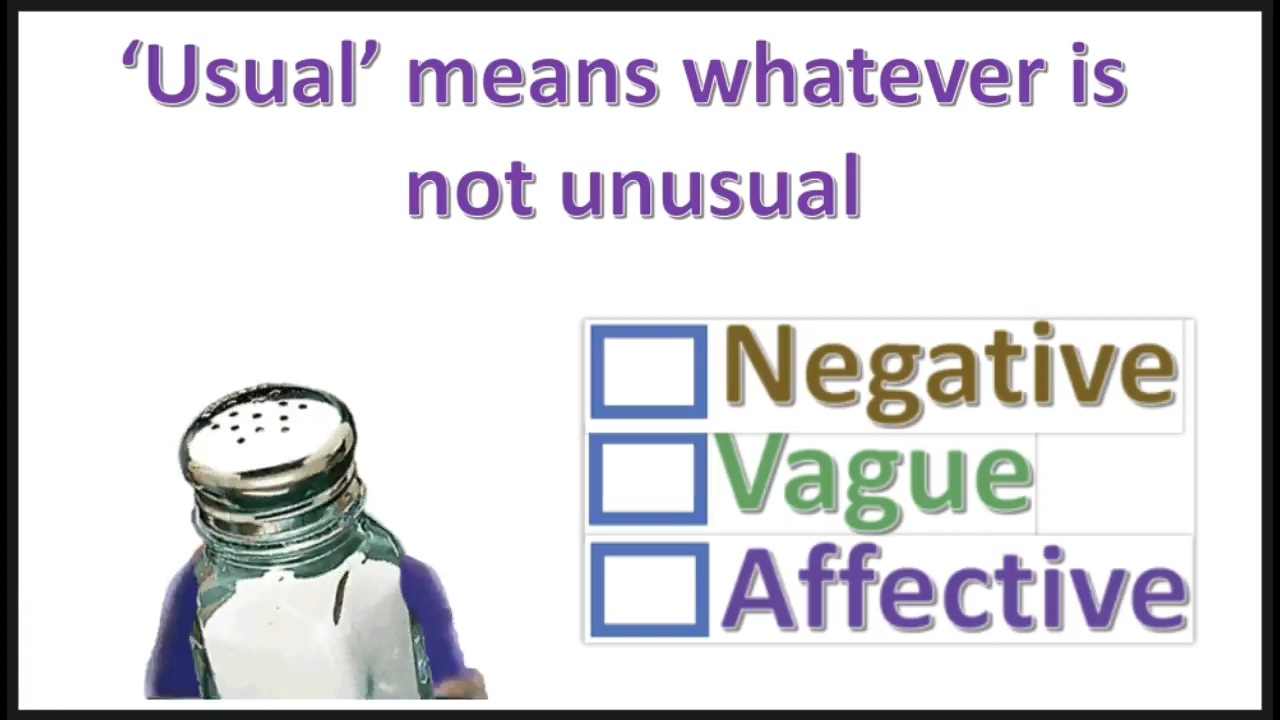 ‘Usual’ means whatever is
not unusual
Negative
Vague
Affective